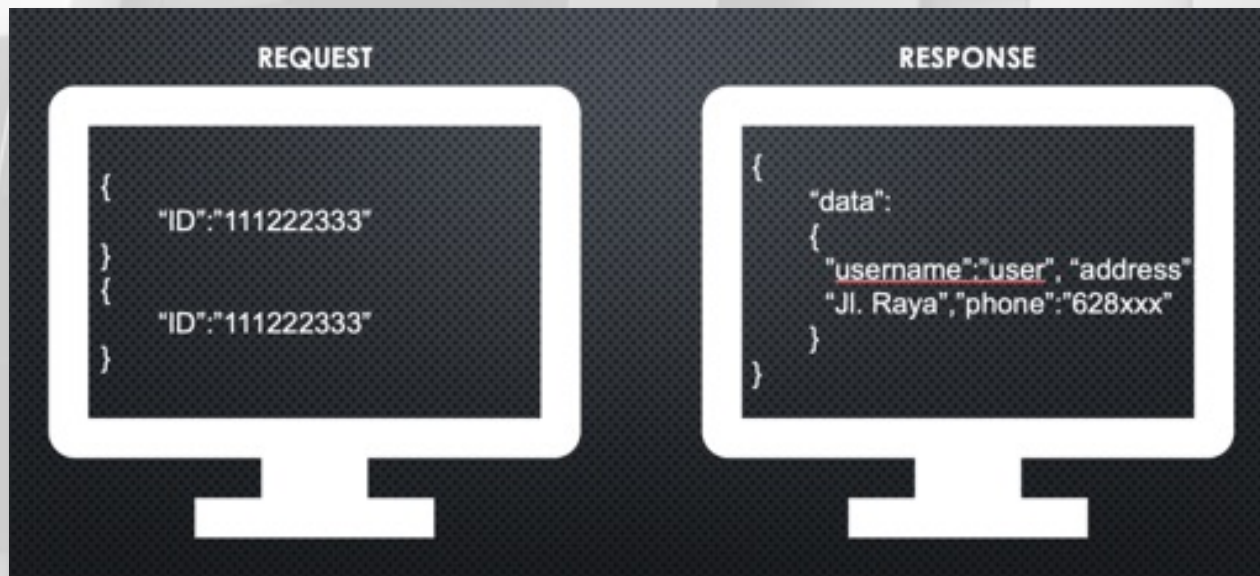 REQUEST
{
“ID”:”111222333”
}
{
“ID”:”111222333”
}
RESPONSE
{
“data”:
{
”username”:”user”, “address”
“Jl. Raya”,”phone”:”628xxx”
}
}